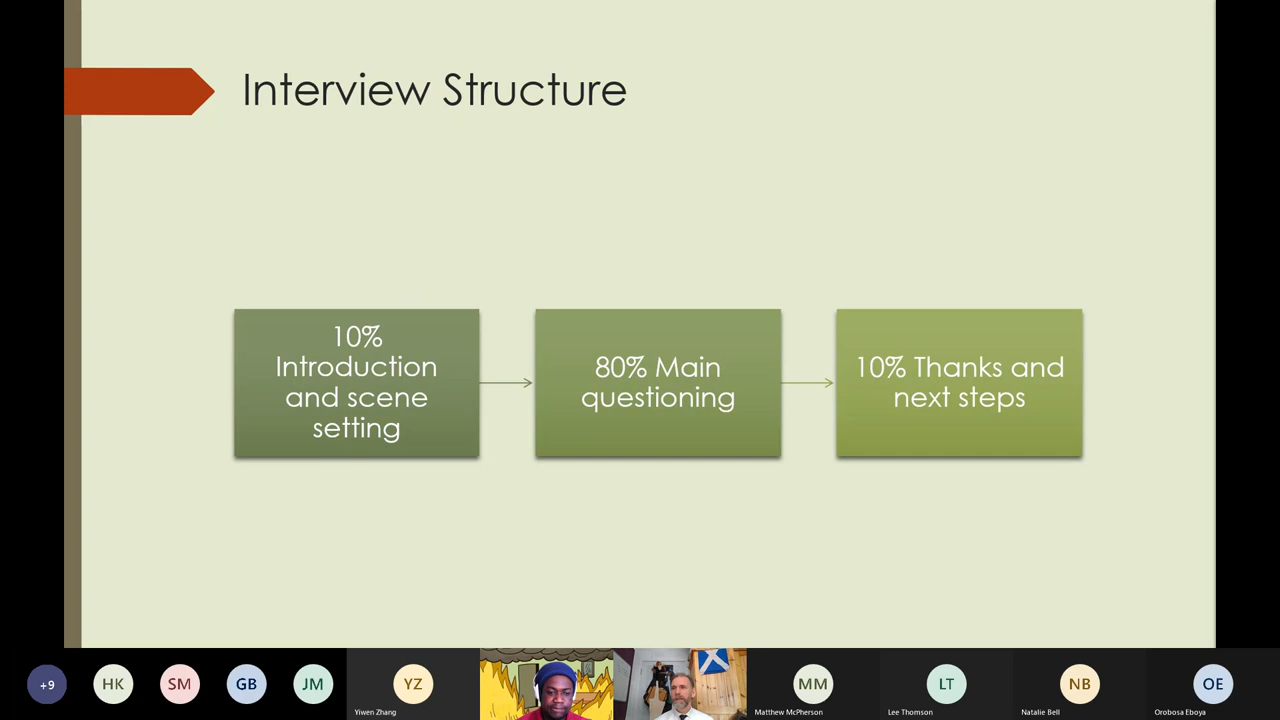 Interview Structure
10%
Introduction
and scene
setting
80% Main
questioning
10% Thanks and
next steps
+9
HK
SM
GB
JM
YZ
Yiwen Zhang
MM
Matthew McPherson
LT
Lee Thomson
NB
Natalie Bell
OE
Orobosa Eboya